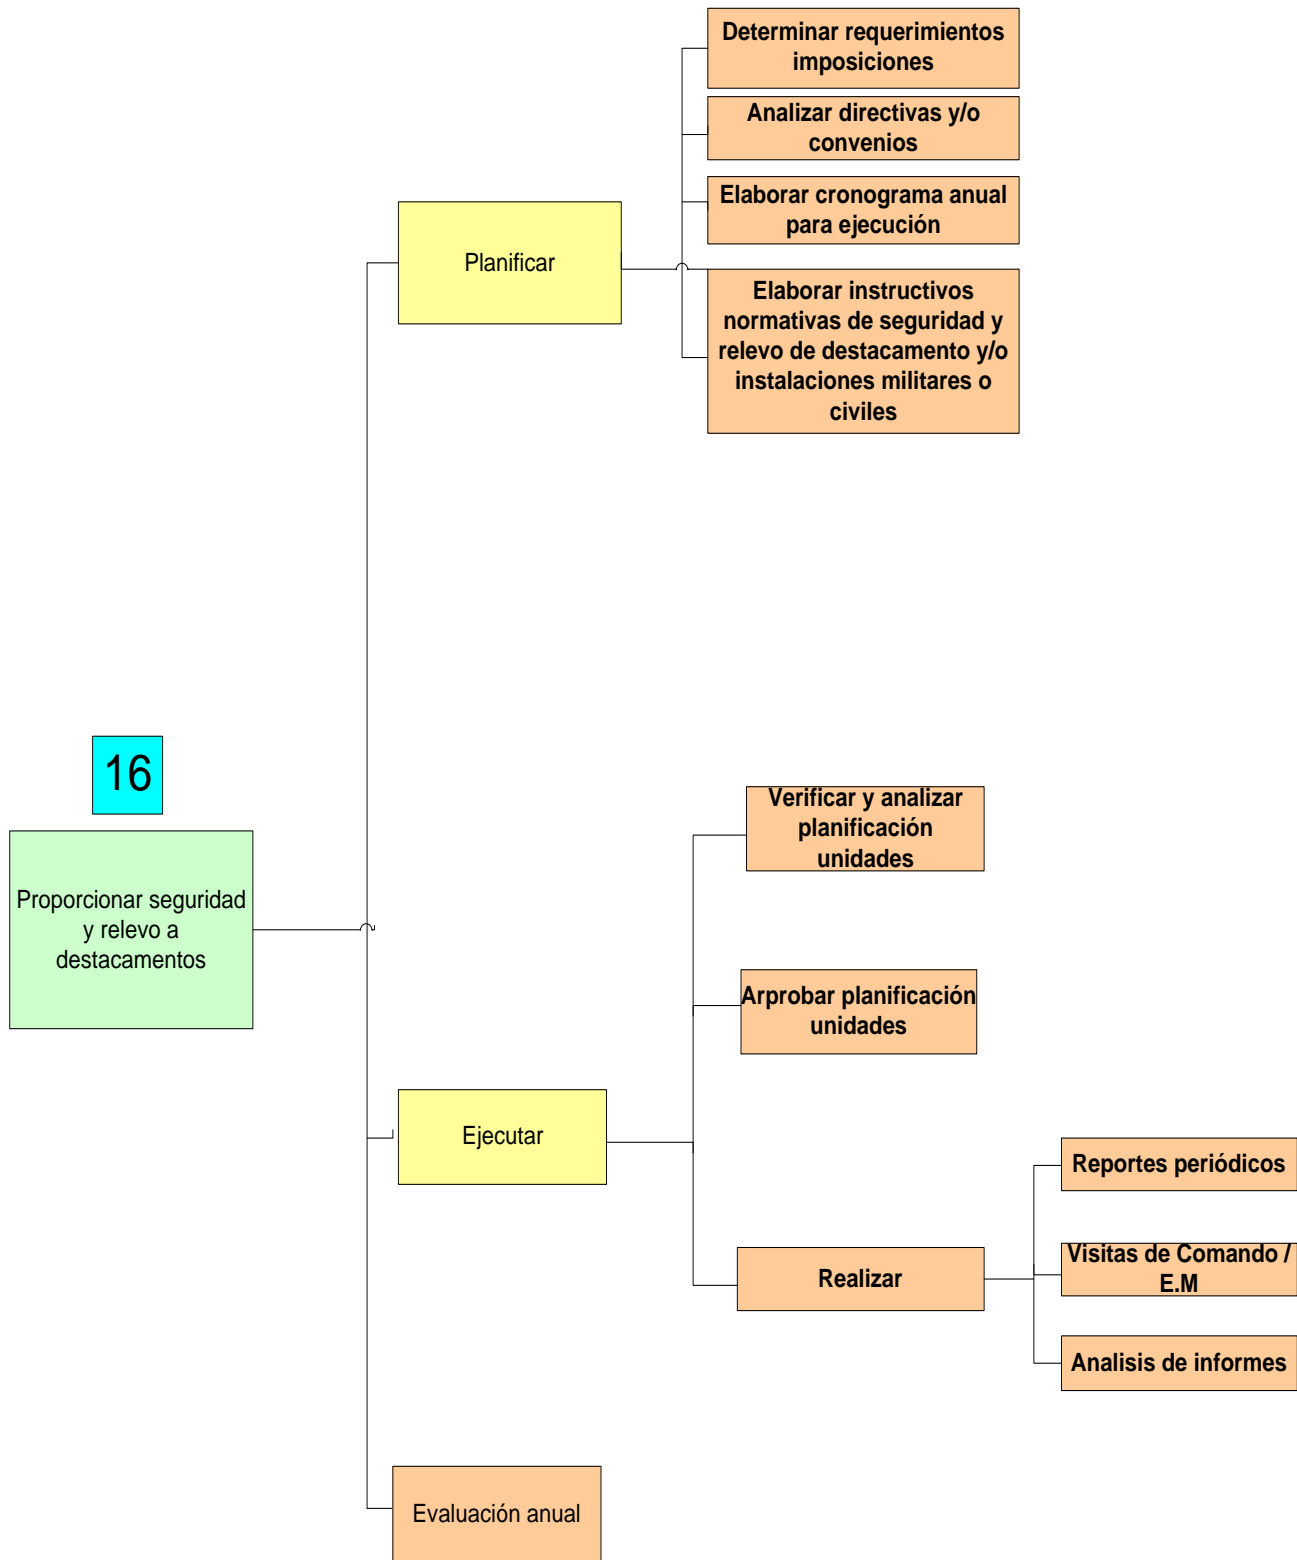 Determinar requerimientos
imposiciones
Analizar directivas y/o
convenios
Elaborar cronograma anual
para ejecución
Planificar
Elaborar instructivos
normativas de seguridad y
relevo de destacamento y/o
instalaciones militares o
civiles
16
Proporcionar seguridad
y relevo a
destacamentos
Verificar y analizar
planificación
unidades
Arprobar planificación
unidades
Ejecutar
Realizar
Reportes periódicos
Visitas de Comando /
E.M
Analisis de informes
Evaluación anual